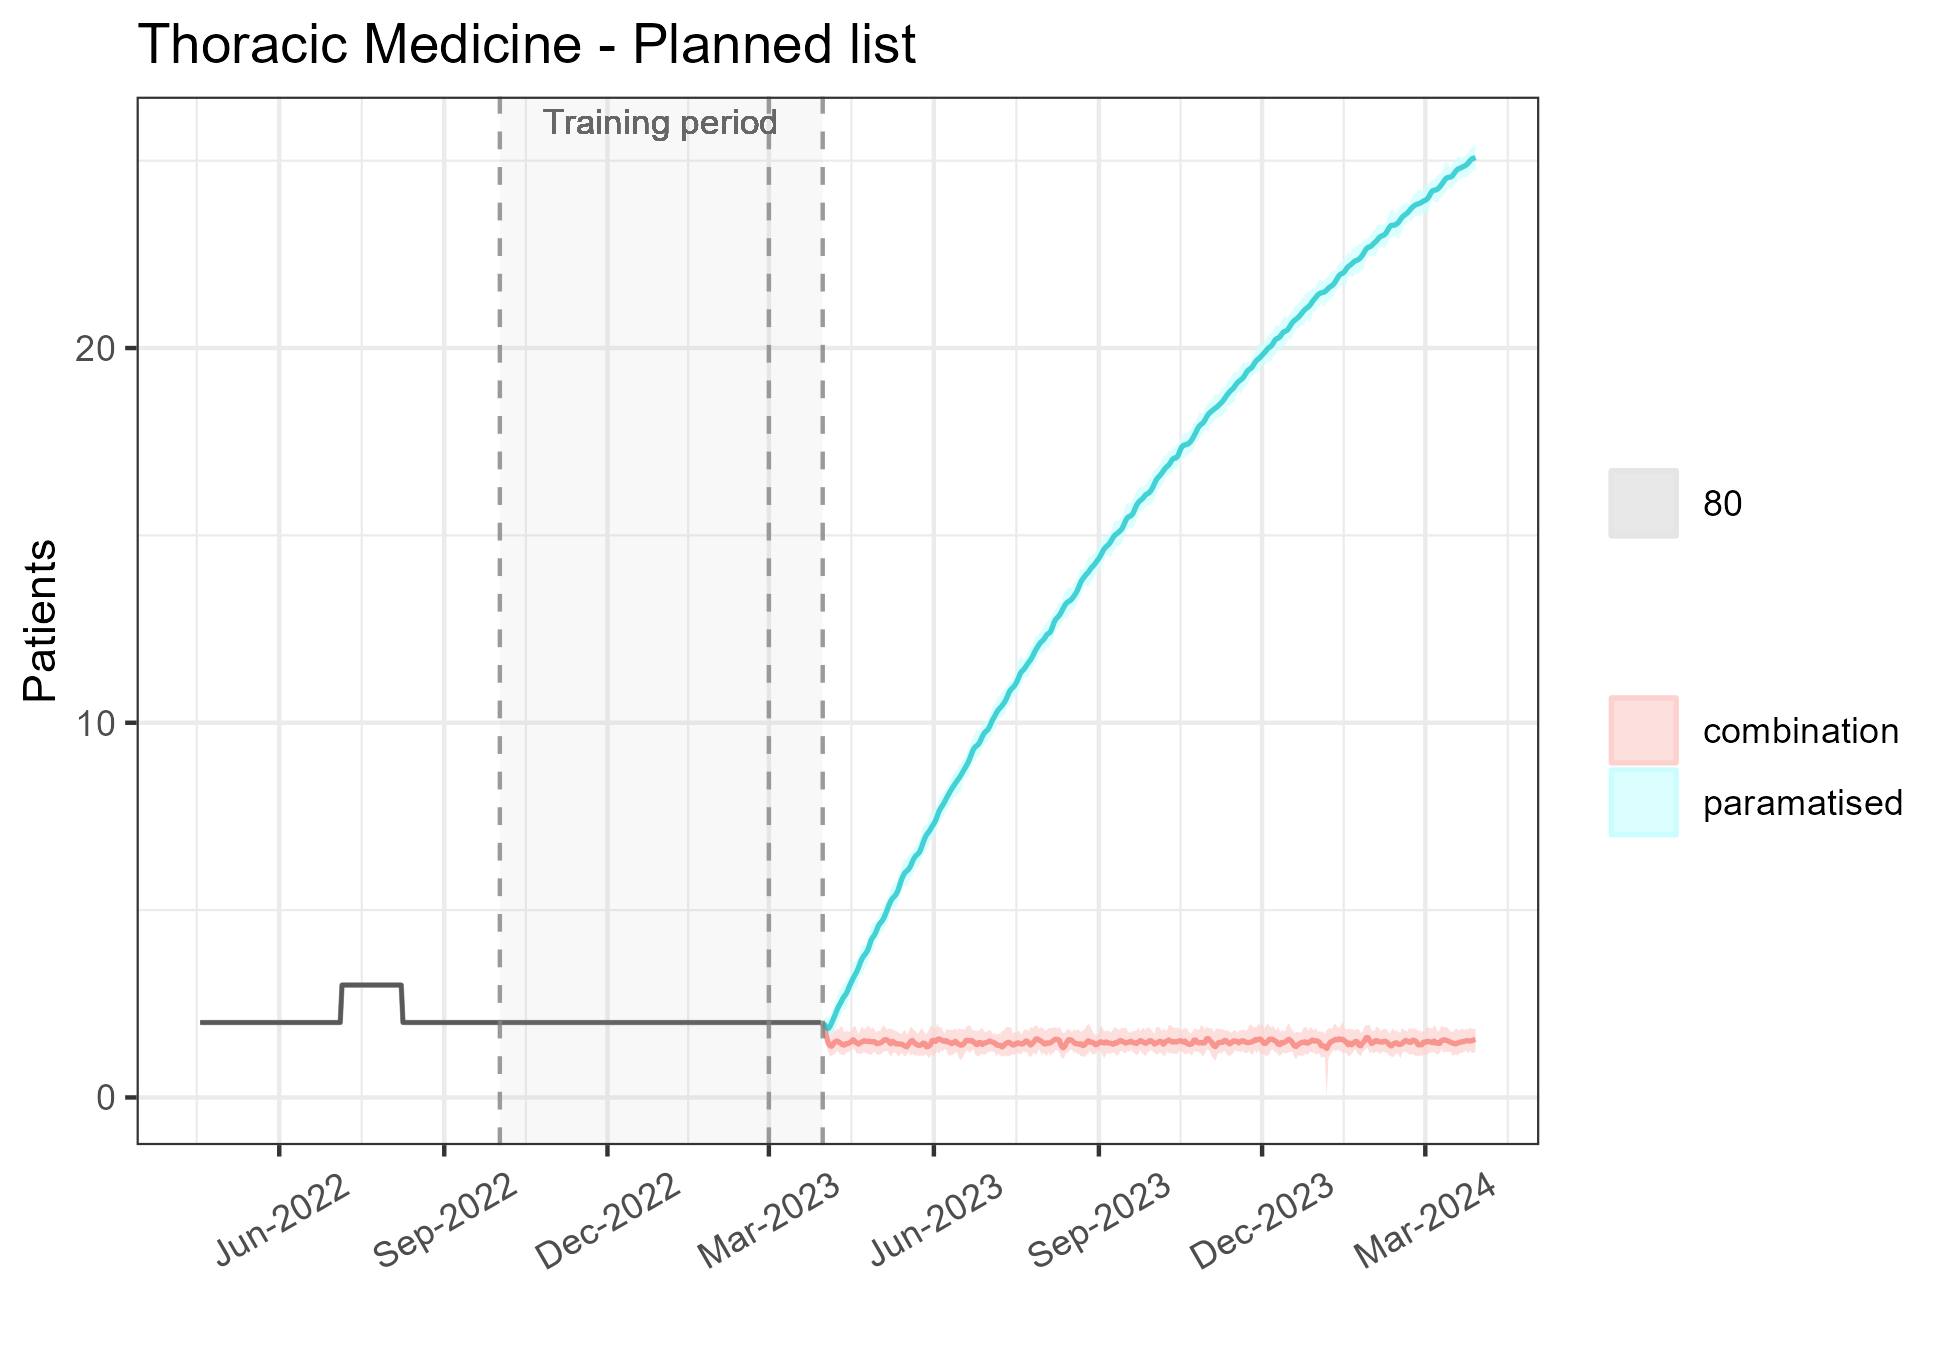 Thoracic Medicine - Planned list
Training period
Patients
20
10
0
Jun-2022
Sep-2022
Dec-2022
Mar-2023
Jun-2023
Sep-2023
Dec-2023
Mar-2024
80
combination
paramatised